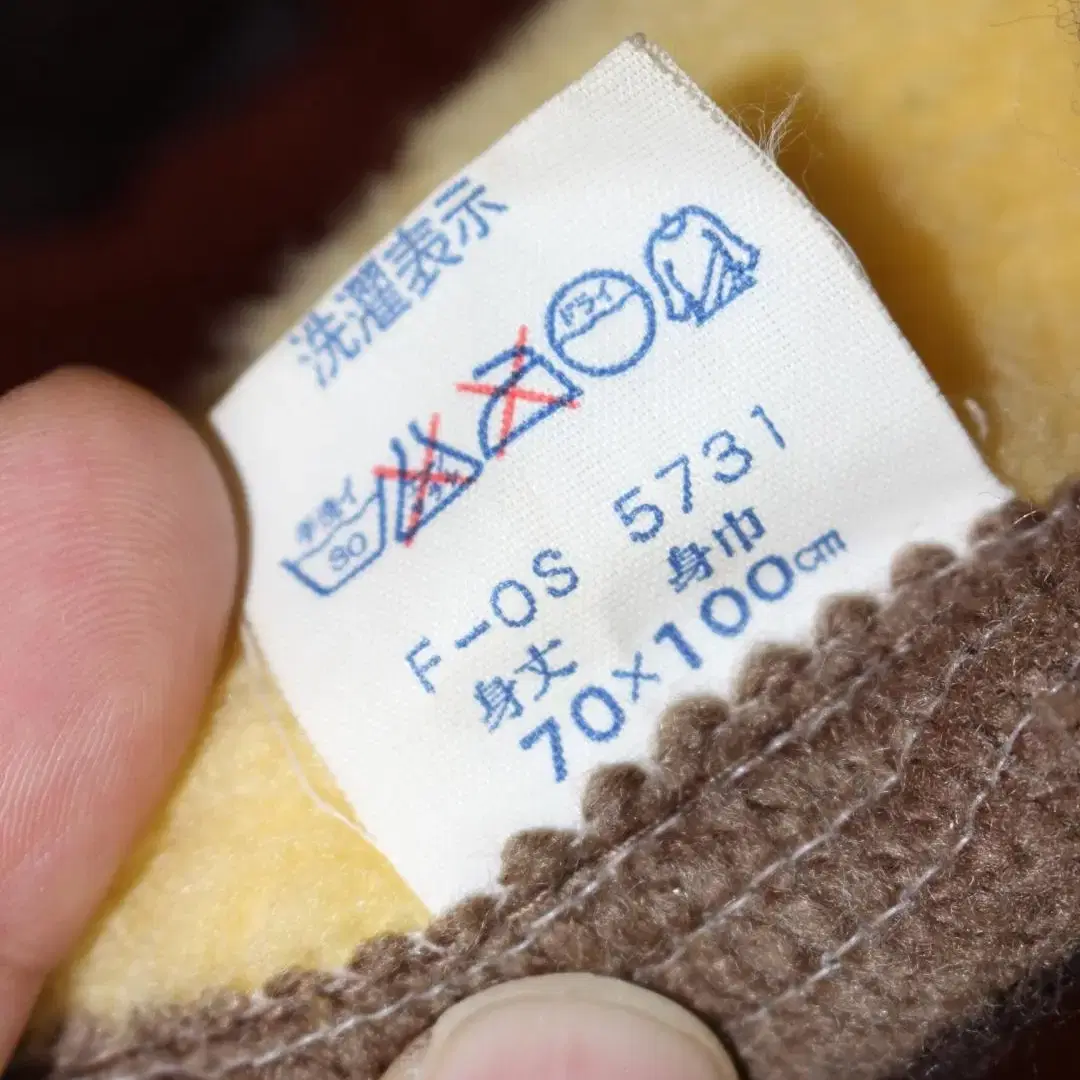 洗濯表示
手洗イ
30
ドライ
F-OS 5731
身丈 身巾
70×100cm